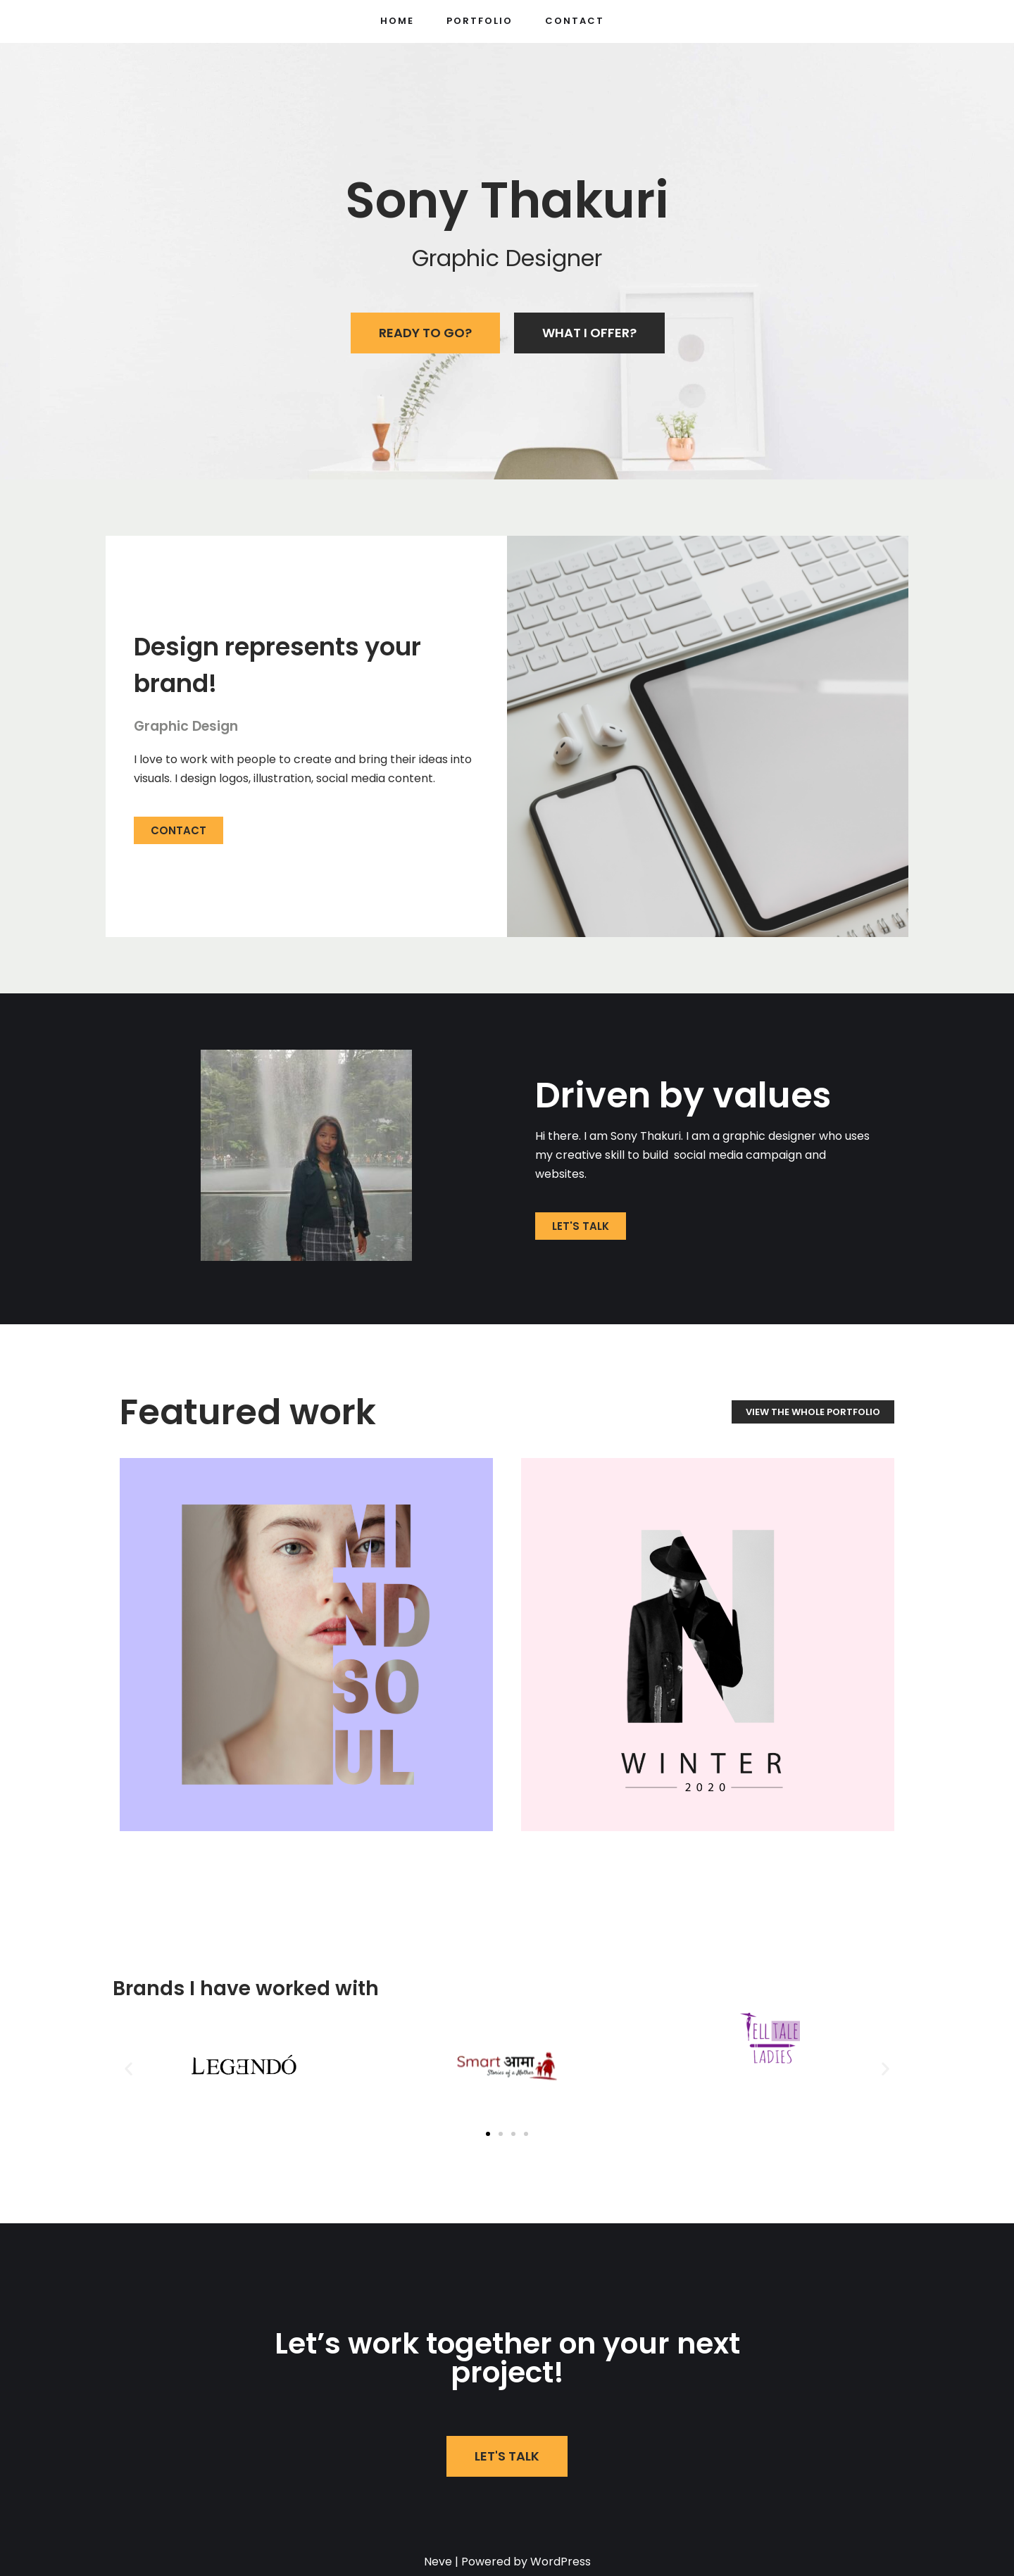 HOME PORTFOLIO CONTACT
Sony Thakuri
Graphic Designer
READY TO GO? WHAT I OFFER?
Design represents your
brand!
Graphic Design
I love to work with people to create and bring their ideas into
visuals. I design logos, illustration, social media content.
CONTACT
Driven by values
Hi there. I am Sony Thakuri. I am a graphic designer who uses
my creative skill to build social media campaign and
websites.
LET'S TALK
Featured work
VIEW THE WHOLE PORTFOLIO
MI
ND
SO
UL
N
WINTER
2020
Brands I have worked with
LEGENDÓ
Smart आमा
Stories of a Mother
TELL TALE
LADIES
Let’s work together on your next
project!
LET'S TALK
Neve | Powered by WordPress